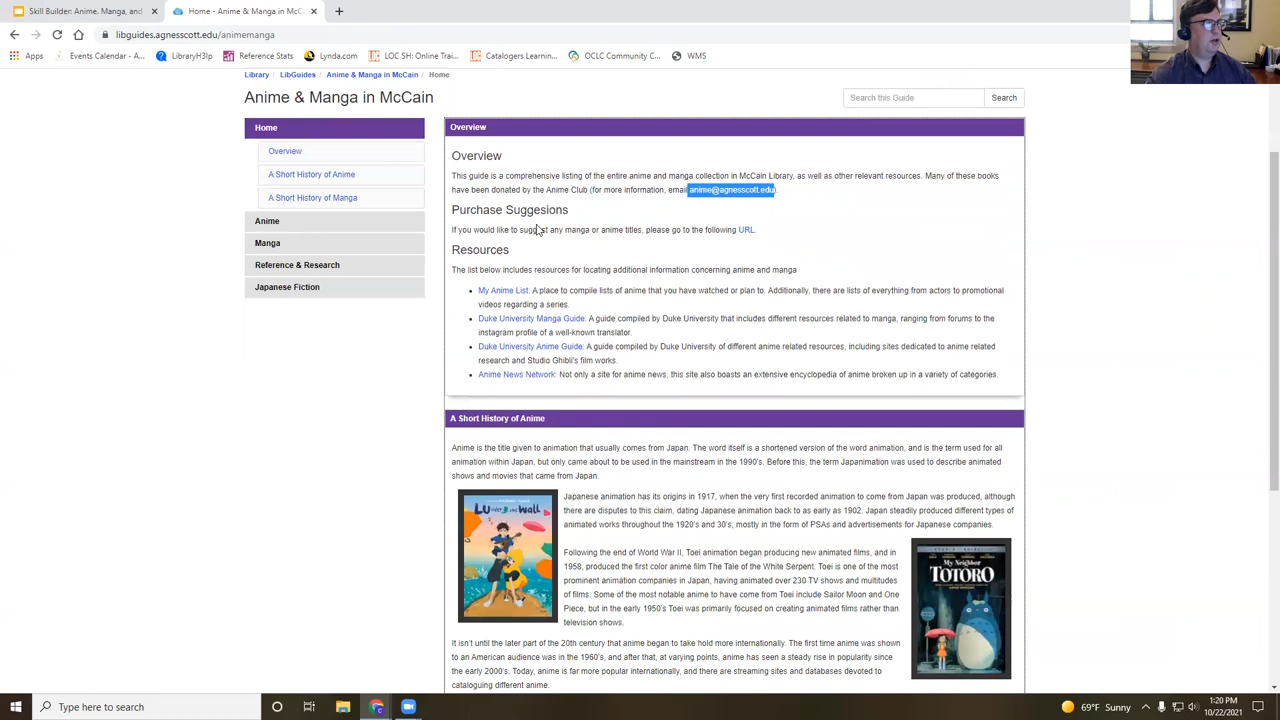 Skill Builder: Anime, Manga, and
Home - Anime & Manga in McCain
libguides.agnesscott.edu/animemanga
Apps
Events Calendar - A...
LibraryH3lp
Reference Stats
Lynda.com
LOC SH: Online Trai...
Catalogers Learnin...
OCLC Community C...
WMS
Library / LibGuides / Anime & Manga in McCain / Home
Anime & Manga in McCain
Search this Guide
Search
Home
Overview
A Short History of Anime
A Short History of Manga
Anime
Manga
Reference & Research
Japanese Fiction
Overview
Overview
This guide is a comprehensive listing of the entire anime and manga collection in McCain Library, as well as other relevant resources. Many of these books
have been donated by the Anime Club (for more information, email anime@agnesscott.edu)
Purchase Suggesions
If you would like to suggest any manga or anime titles, please go to the following URL.
Resources
The list below includes resources for locating additional information concerning anime and manga
• My Anime List: A place to compile lists of anime that you have watched or plan to. Additionally, there are lists of everything from actors to promotional
videos regarding a series.
• Duke University Manga Guide: A guide compiled by Duke University that includes different resources related to manga, ranging from forums to the
instagram profile of a well-known translator.
• Duke University Anime Guide: A guide compiled by Duke University of different anime related resources, including sites dedicated to anime related
research and Studio Ghibli's film works.
• Anime News Network: Not only a site for anime news, this site also boasts an extensive encyclopedia of anime broken up in a variety of categories.
A Short History of Anime
Anime is the title given to animation that usually comes from Japan. The word itself is a shortened version of the word animation, and is the term used for all
animation within Japan, but only came about to be used in the mainstream in the 1990's. Before this, the term Japanimation was used to describe animated
shows and movies that came from Japan.
Japanese animation has its origins in 1917, when the very first recorded animation to come from Japan was produced, although
there are disputes to this claim, dating Japanese animation back to as early as 1902. Japan steadily produced different types of
animated works throughout the 1920's and 30's, mostly in the form of PSAs and advertisements for Japanese companies.
LU over the wall
Following the end of World War II, Toei animation began producing new animated films, and in
1958, produced the first color anime film The Tale of the White Serpent. Toei is one of the most
prominent animation companies in Japan, having animated over 230 TV shows and multitudes
of films. Some of the most notable anime to have come from Toei include Sailor Moon and One
Piece, but in the early 1950's Toei was primarily focused on creating animated films rather than
television shows.
MY NEIGHBOR
TOTORO
It isn't until the later part of the 20th century that anime began to take hold more internationally. The first time anime was shown
to an American audience was in the 1960's, and after that, at varying points, anime has seen a steady rise in popularity since
the early 2000's. Today, anime is far more popular internationally, and there are streaming sites and databases devoted to
cataloguing different anime.
Type here to search
69°F Sunny
1:20 PM
10/22/2021